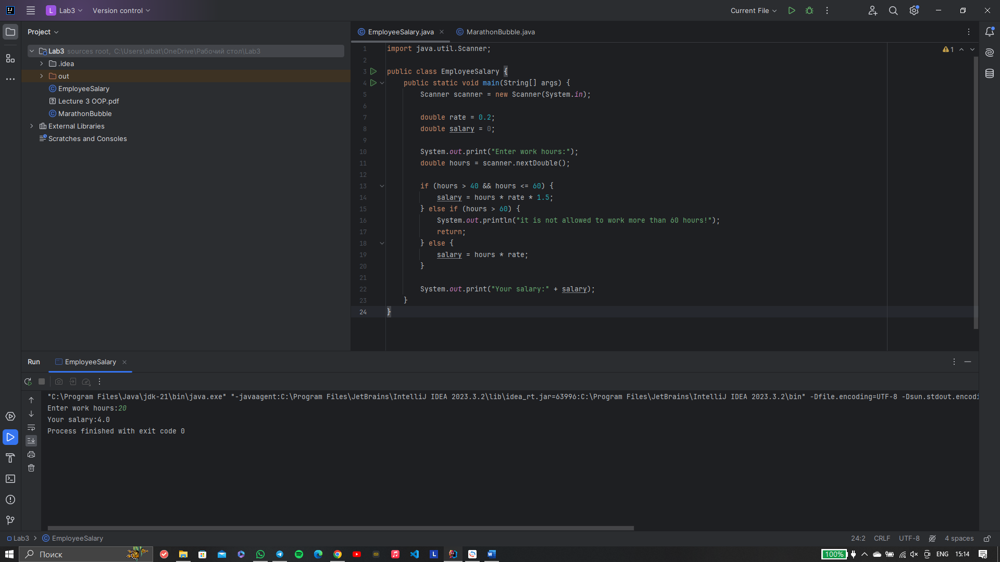 L Lab3 Version control Current File
Project
Lab3 sources root, C:\Users\albat\OneDrive\Рабочий стол\Lab3
.idea
out
EmployeeSalary
Lecture 3 OOP.pdf
MarathonBubble
External Libraries
Scratches and Consoles
EmployeeSalary.java MarathonBubble.java
1
1 import java.util.Scanner;
2
3 public class EmployeeSalary {
4 public static void main(String[] args) {
5 Scanner scanner = new Scanner(System.in);
6
7 double rate = 0.2;
8 double salary = 0;
9
10 System.out.print("Enter work hours:");
11 double hours = scanner.nextDouble();
12
13 if (hours > 40 && hours <= 60) {
14 salary = hours * rate * 1.5;
15 } else if (hours > 60) {
16 System.out.println("it is not allowed to work more than 60 hours!");
17 return;
18 } else {
19 salary = hours * rate;
20 }
21
22 System.out.print("Your salary:" + salary);
23 }
24 }
Run EmployeeSalary
"C:\Program Files\Java\jdk-21\bin\java.exe" "-javaagent:C:\Program Files\JetBrains\IntelliJ IDEA 2023.3.2\lib\idea_rt.jar=63996:C:\Program Files\JetBrains\IntelliJ IDEA 2023.3.2\bin" -Dfile.encoding=UTF-8 -Dsun.stdout.encodi
Enter work hours:20
Your salary:4.0
Process finished with exit code 0
Lab3 EmployeeSalary 24:2 CRLF UTF-8 4 spaces
Поиск 100% ENG 15:14